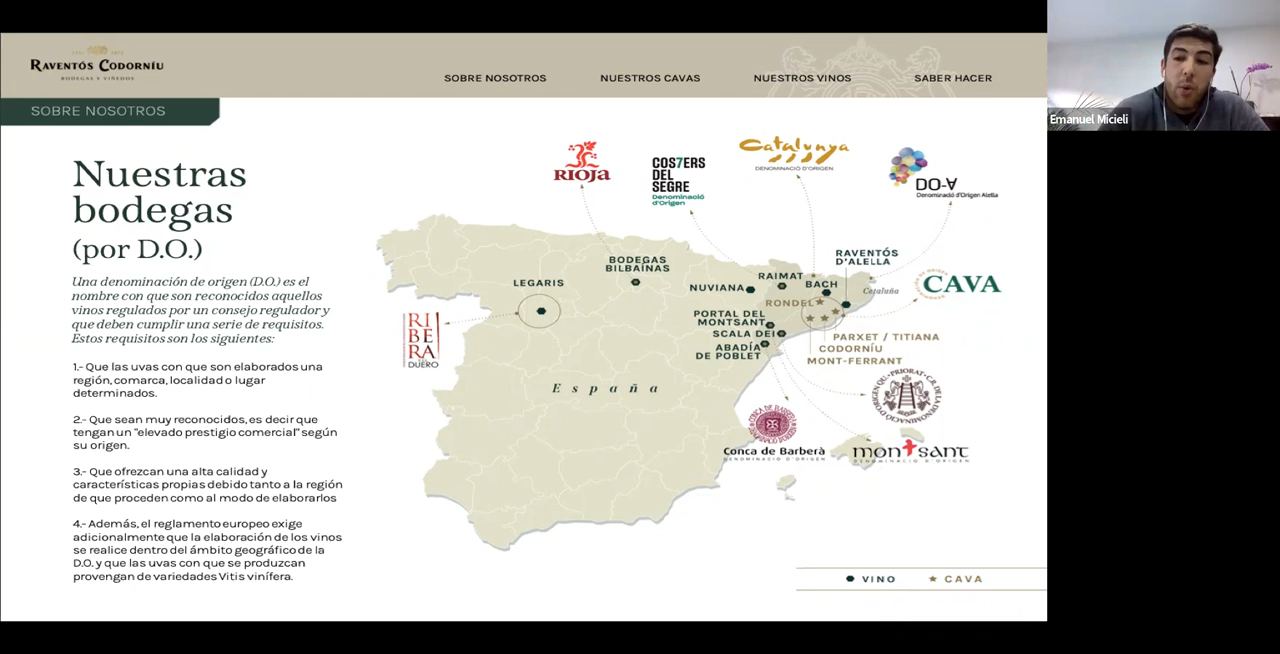 RAVENTÓS CODORNÍU
BODEGAS Y VIÑEDOS
SOBRE NOSOTROS
NUESTROS CAVAS
NUESTROS VINOS
SABER HACER
Emanuel Micieli
SOBRE NOSOTROS
Nuestras
bodegas
(por D.O.)
Una denominación de origen (D.O.) es el
nombre con que son reconocidos aquellos
vinos regulados por un consejo regulador y
que deben cumplir una serie de requisitos.
Estos requisitos son los siguientes:
1.- Que las uvas con que son elaborados una
región, comarca, localidad o lugar
determinados.
2.- Que sean muy reconocidos, es decir que
tengan un "elevado prestigio comercial" según
su origen.
3.- Que ofrezcan una alta calidad y
características propias debido tanto a la región
de que proceden como al modo de elaborarlos
4.- Además, el reglamento europeo exige
adicionalmente que la elaboración de los vinos
se realice dentro del ámbito geográfico de la
D.O. y que las uvas con que se produzcan
provengan de variedades Vitis vinífera.
RIOJA
COS7ERS
DEL
SEGRE
Denominació
d'Origen
Catalunya
DENOMINACIÓ D'ORIGEN
DO-A
Denominació d'Origen Alella
RAVENTÓS
D'ALELLA
BODEGAS
BILBAÍNAS
LEGARIS
NUVIANA
RAIMAT
BACH
Cataluña
CAVA
RONDEL
PORTAL DEL
MONTSANT
SCALA DEI
ABADÍA
DE POBLET
PARXET / TITIANA
CODORNÍU
MONT-FERRANT
RI
BE
RA
DUERO
España
Conca de Barberà
DENOMINACIÓ D'ORIGEN
montsant
DENOMINACIÓ D'ORIGEN
VINO
CAVA